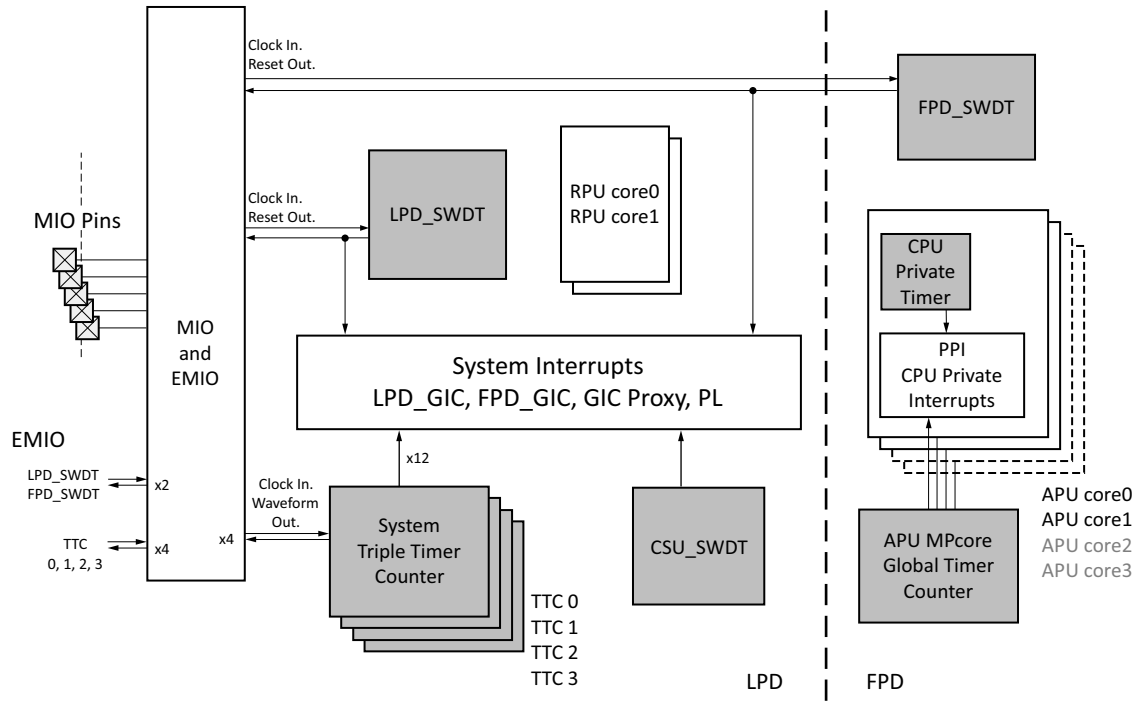 Clock In.
Reset Out.
FPD_SWDT
RPU core0
RPU core1
Clock In.
Reset Out.
LPD_SWDT
MIO Pins
CPU
Private
Timer
MIO
and
EMIO
System Interrupts
LPD_GIC, FPD_GIC, GIC Proxy, PL
PPI
CPU Private
Interrupts
EMIO
LPD_SWDT
FPD_SWDT
x2
x12
Clock In.
Waveform
Out.
TTC
0, 1, 2, 3
x4
x4
System
Triple Timer
Counter
CSU_SWDT
APU MPcore
Global Timer
Counter
APU core0
APU core1
APU core2
APU core3
TTC 0
TTC 1
TTC 2
TTC 3
LPD
FPD